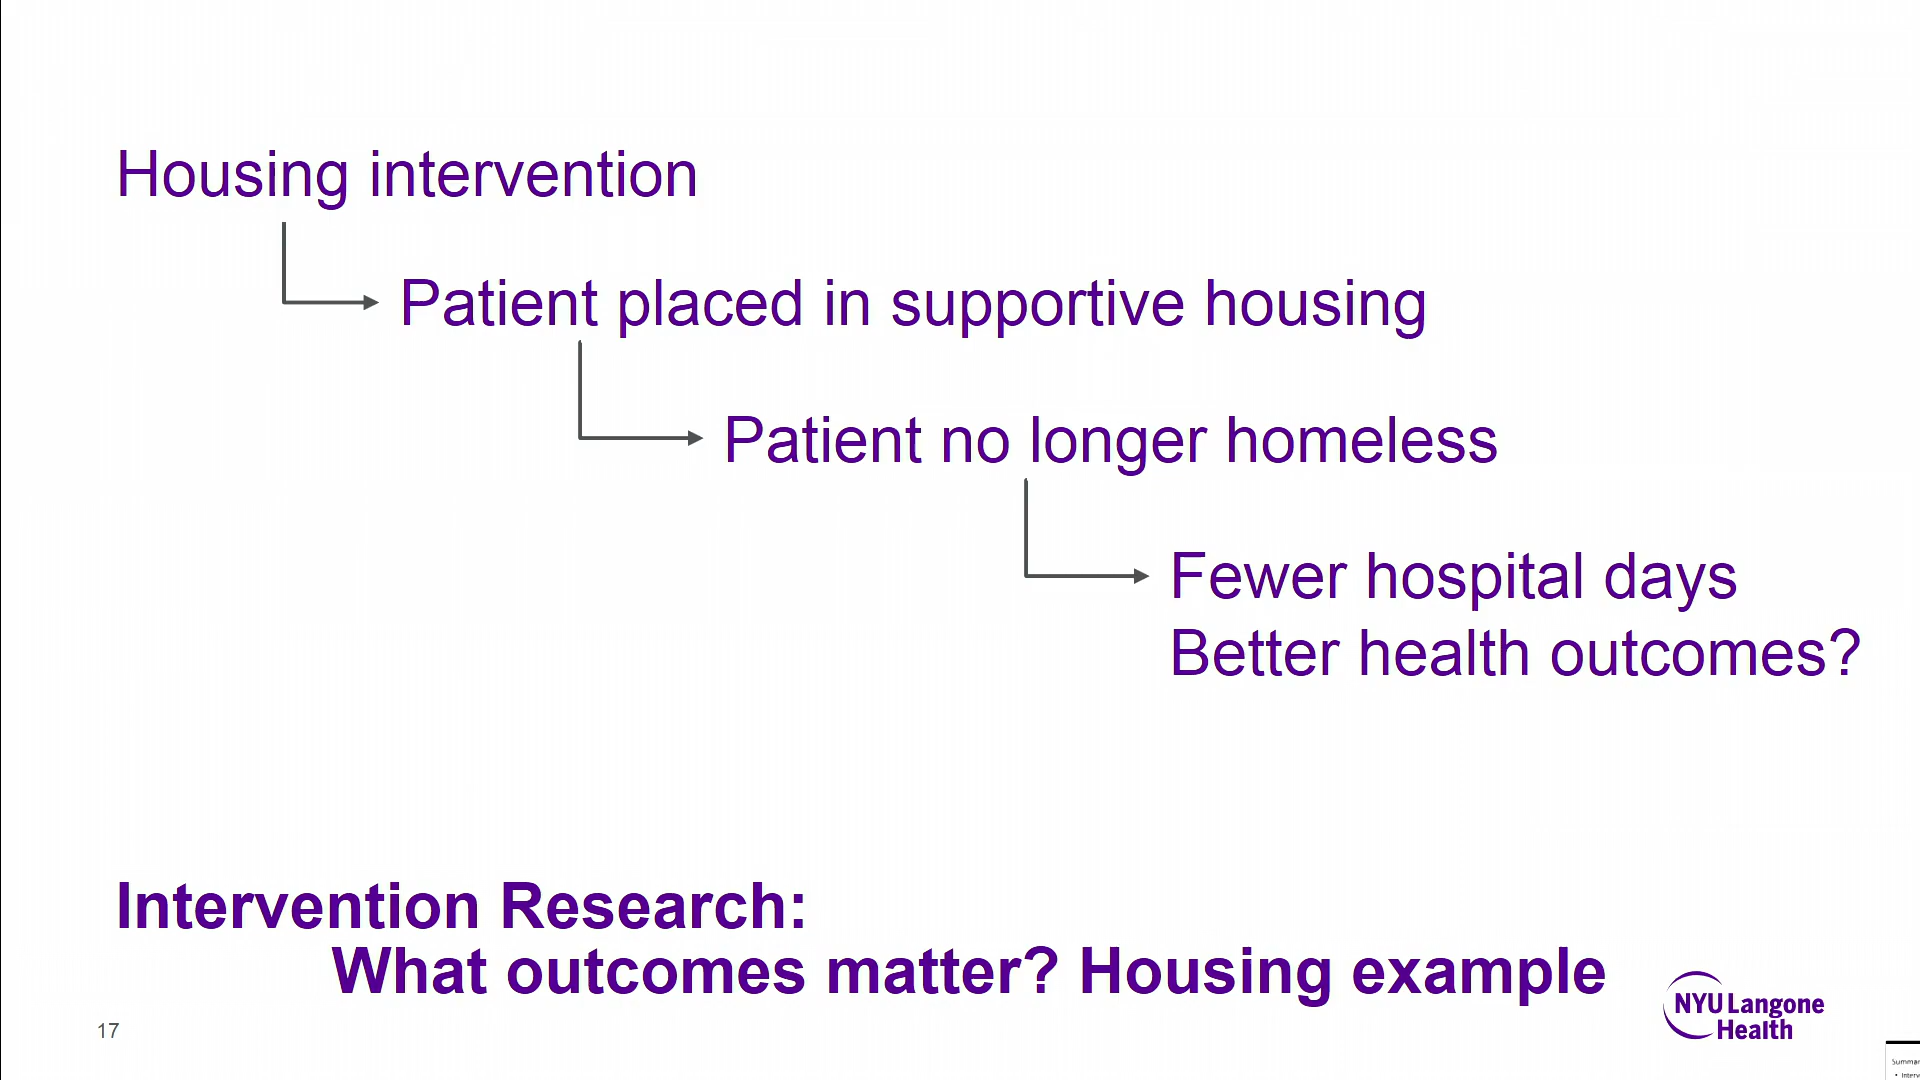 Housing intervention
Patient placed in supportive housing
Patient no longer homeless
Fewer hospital days
Better health outcomes?
Intervention Research:
What outcomes matter? Housing example
NYU Langone
Health
17